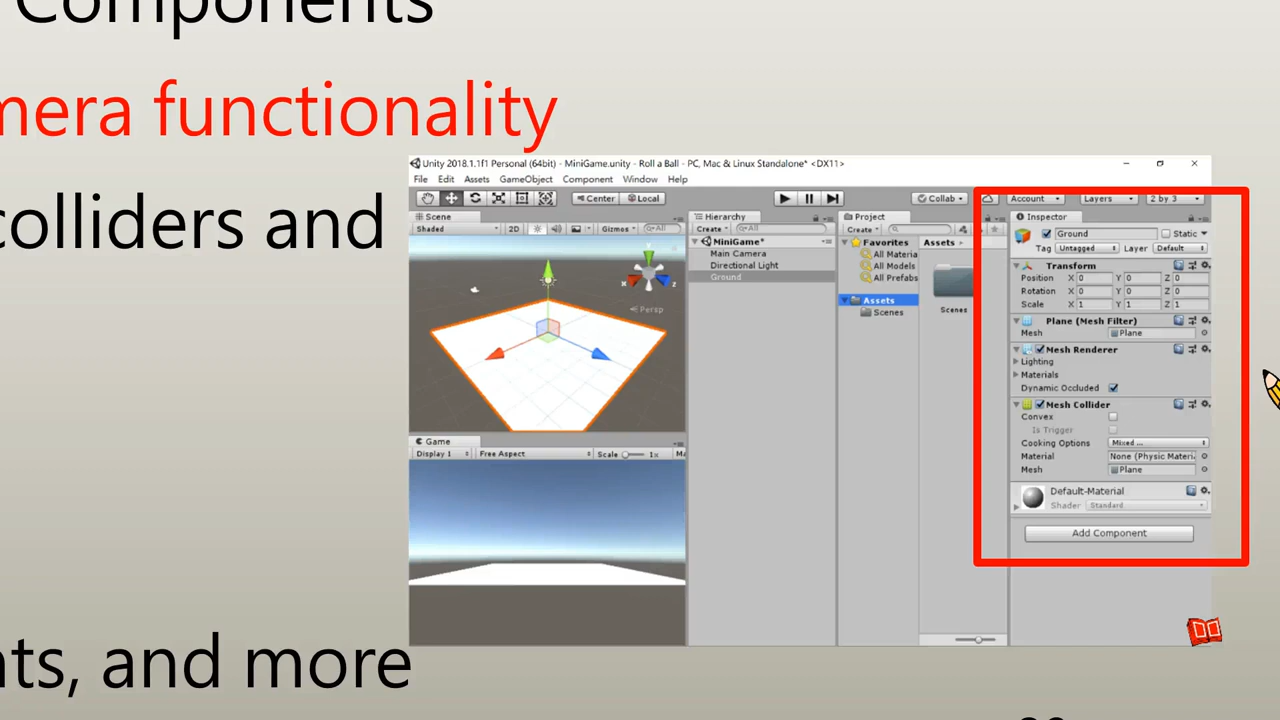 Components
mera functionality
colliders and
Unity 2018.1.1f1 Personal (64bit) - MiniGame.unity - Roll a Ball - PC, Mac & Linux Standalone* <DX11>
File Edit Assets GameObject Component Window Help
Center Local Collab Account Layers 2 by 3
Scene
Shaded 2D Gizmos All
Persp
Game
Display 1 Free Aspect Scale 1x
Hierarchy
Create All
MiniGame*
Main Camera
Directional Light
Ground
Project
Create
Favorites
All Materia
All Models
All Prefabs
Assets
Scenes
Assets
Scenes
Inspector
Ground Static
Tag Untagged Layer Default
Transform
Position X 0 Y 0 Z 0
Rotation X 0 Y 0 Z 0
Scale X 1 Y 1 Z 1
Plane (Mesh Filter)
Mesh Plane
Mesh Renderer
Lighting
Materials
Dynamic Occluded
Mesh Collider
Convex
Is Trigger
Cooking Options Mixed ...
Material None (Physic Materi
Mesh Plane
Default-Material
Shader Standard
Add Component
nts, and more